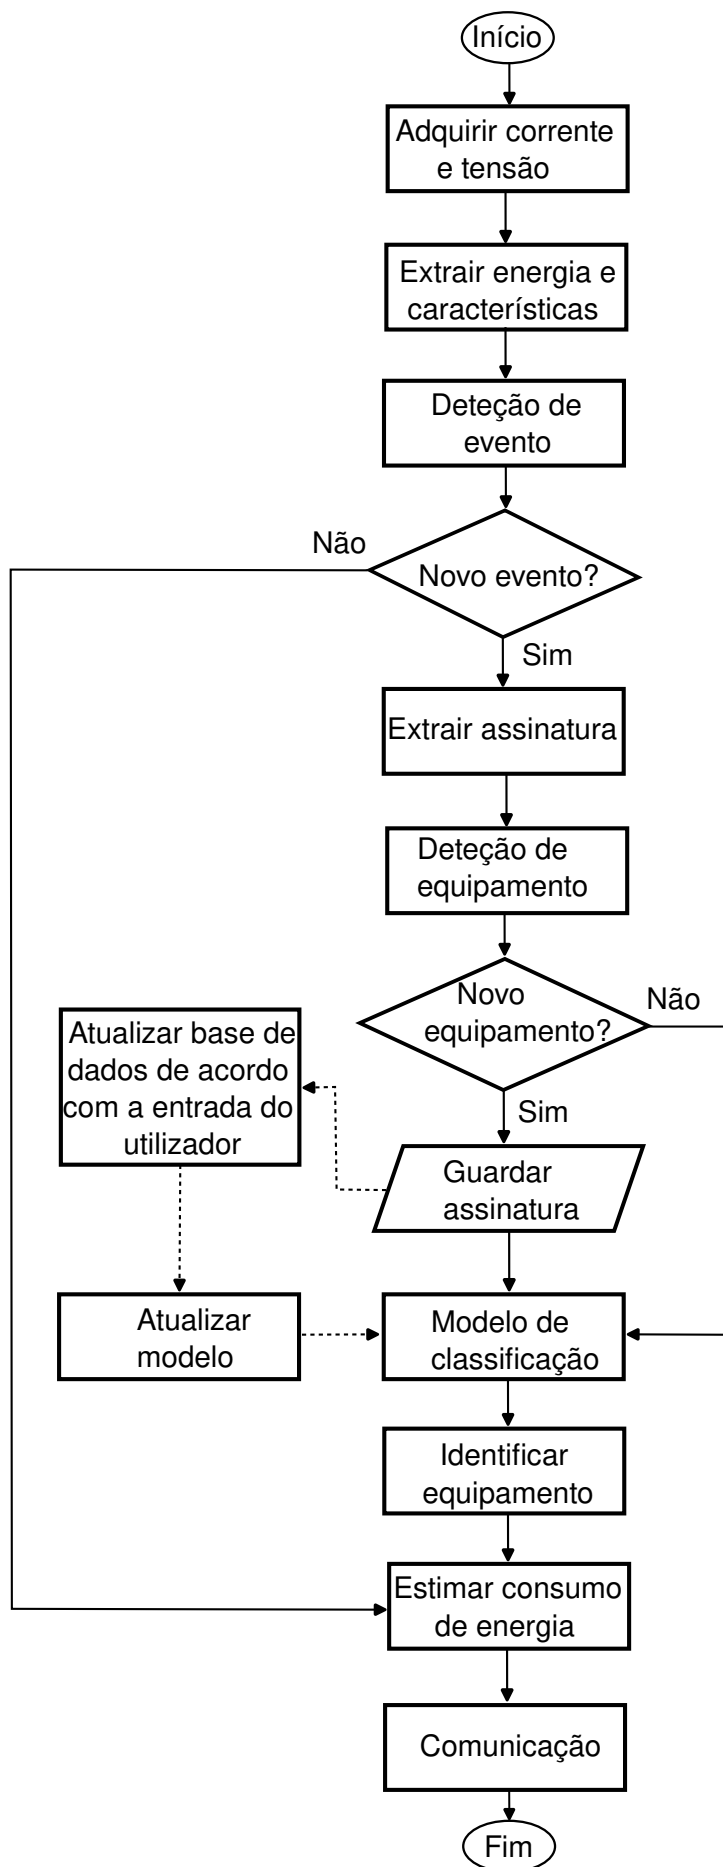 Início
Adquirir corrente
e tensão
Extrair energia e
característísticas
Deteção de
evento
Não
Novo evento?
Sim
Extrair assinatura
Deteção de
equipamento
Novo
equipamento?
Não
Sim
Atualizar base de
dados de acordo
com a entrada do
utilizador
Guardar
assinatura
Atualizar
modelo
Modelo de
classificação
Identificar
equipamento
Estimar consumo
de energia
Comunicação
Fim